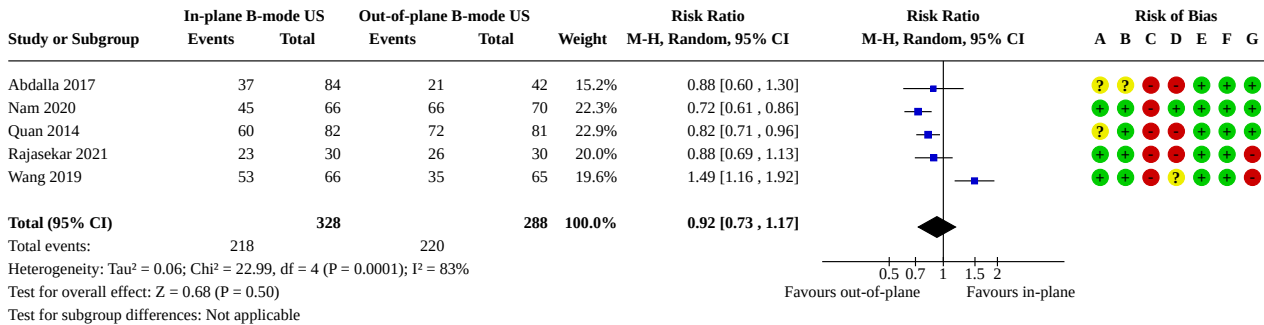 In-plane B-mode US Out-of-plane B-mode US Risk Ratio Risk Ratio Risk of Bias
Study or Subgroup Events Total Events Total Weight M-H, Random, 95% CI M-H, Random, 95% CI A B C D E F G
Abdalla 2017 37 84 21 42 15.2% 0.88 [0.60 , 1.30] ? ? - - + + +
Nam 2020 45 66 66 70 22.3% 0.72 [0.61 , 0.86] + + - + + + +
Quan 2014 60 82 72 81 22.9% 0.82 [0.71 , 0.96] ? + - - + + +
Rajasekar 2021 23 30 26 30 20.0% 0.88 [0.69 , 1.13] + + - - + + -
Wang 2019 53 66 35 65 19.6% 1.49 [1.16 , 1.92] + + - ? + + -
Total (95% CI) 328 288 100.0% 0.92 [0.73 , 1.17]
Total events: 218 220
Heterogeneity: Tau² = 0.06; Chi² = 22.99, df = 4 (P = 0.0001); I² = 83%
0.5 0.7 1 1.5 2
Test for overall effect: Z = 0.68 (P = 0.50) Favours out-of-plane Favours in-plane
Test for subgroup differences: Not applicable